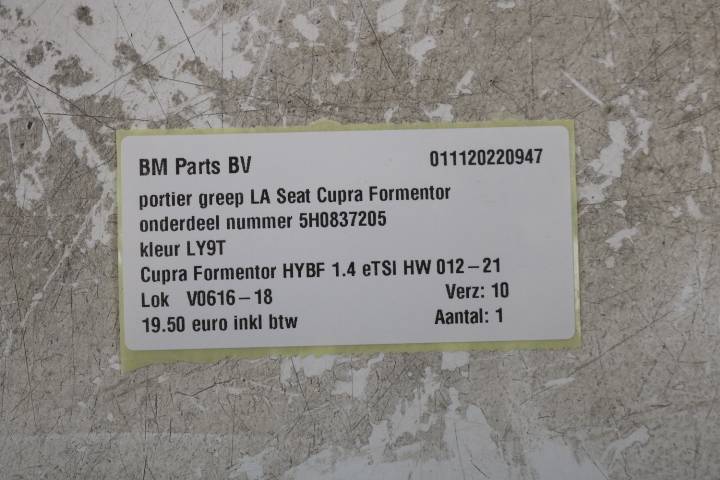 BM Parts BV 011120220947
portier greep LA Seat Cupra Formentor
onderdeel nummer 5H0837205
kleur LY9T
Cupra Formentor HYBF 1.4 eTSI HW 012-21
Lok V0616-18 Verz: 10
19.50 euro inkl btw Aantal: 1